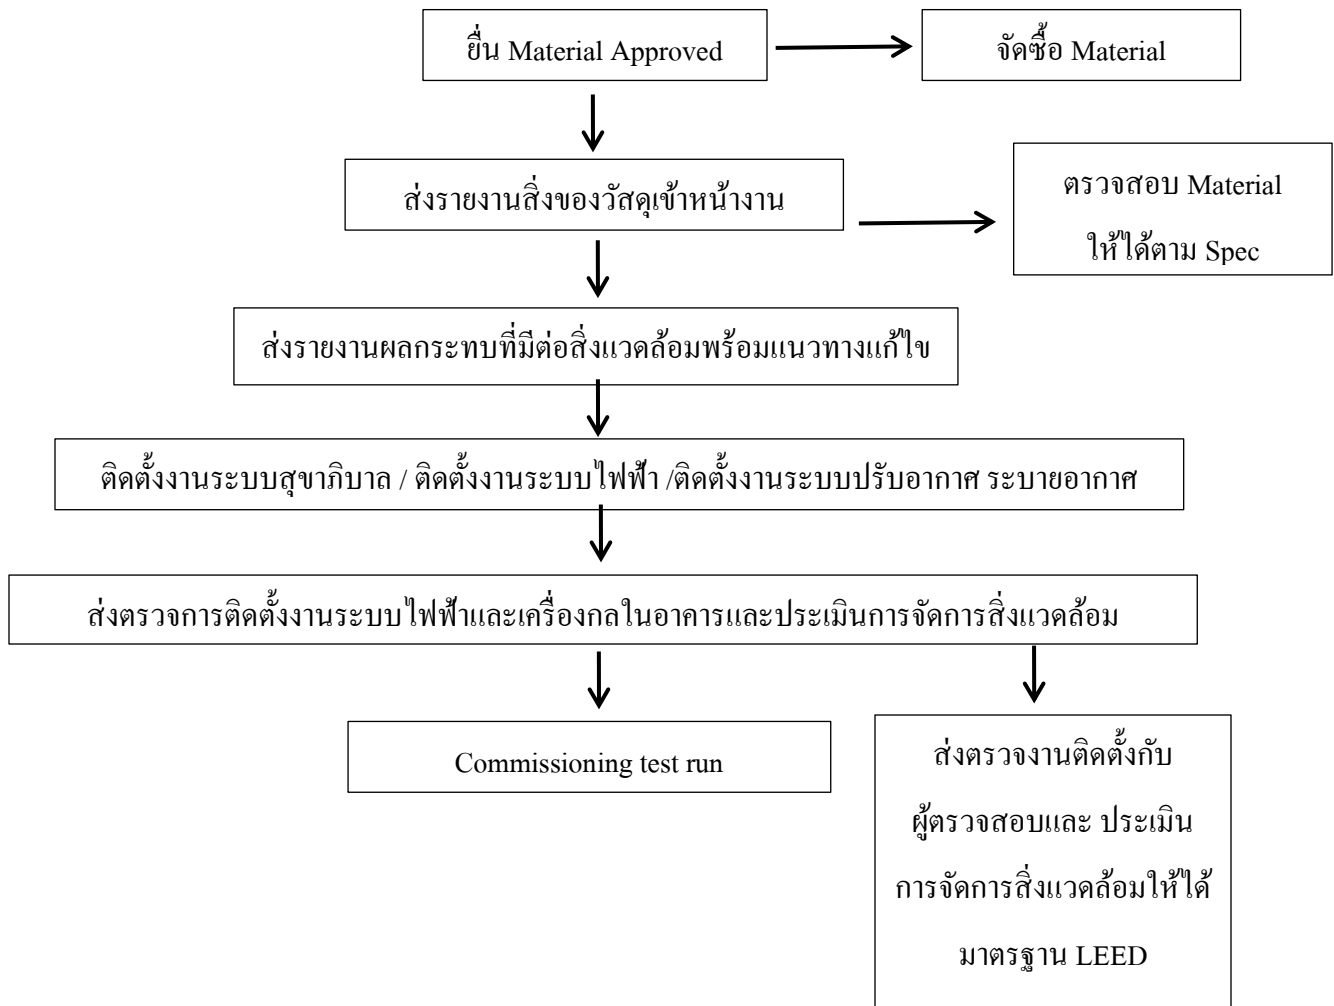 ยื่น Material Approved
จัดซื้อ Material
ส่งรายงานสิ่งของวัสดุเข้าหน้างาน
ตรวจสอบ Material
ให้ได้ตาม Spec
ส่งรายงานผลกระทบที่มีต่อสิ่งแวดล้อมพร้อมแนวทางแก้ไข
ติดตั้งงานระบบสุขาภิบาล / ติดตั้งงานระบบไฟฟ้า /ติดตั้งงานระบบปรับอากาศ ระบายอากาศ
ส่งตรวจการติดตั้งงานระบบไฟฟ้าและเครื่องกลในอาคารและประเมินการจัดการสิ่งแวดล้อม
Commissioning test run
ส่งตรวจงานติดตั้งกับ
ผู้ตรวจสอบและ ประเมิน
การจัดการสิ่งแวดล้อมให้ได้
มาตรฐาน LEED